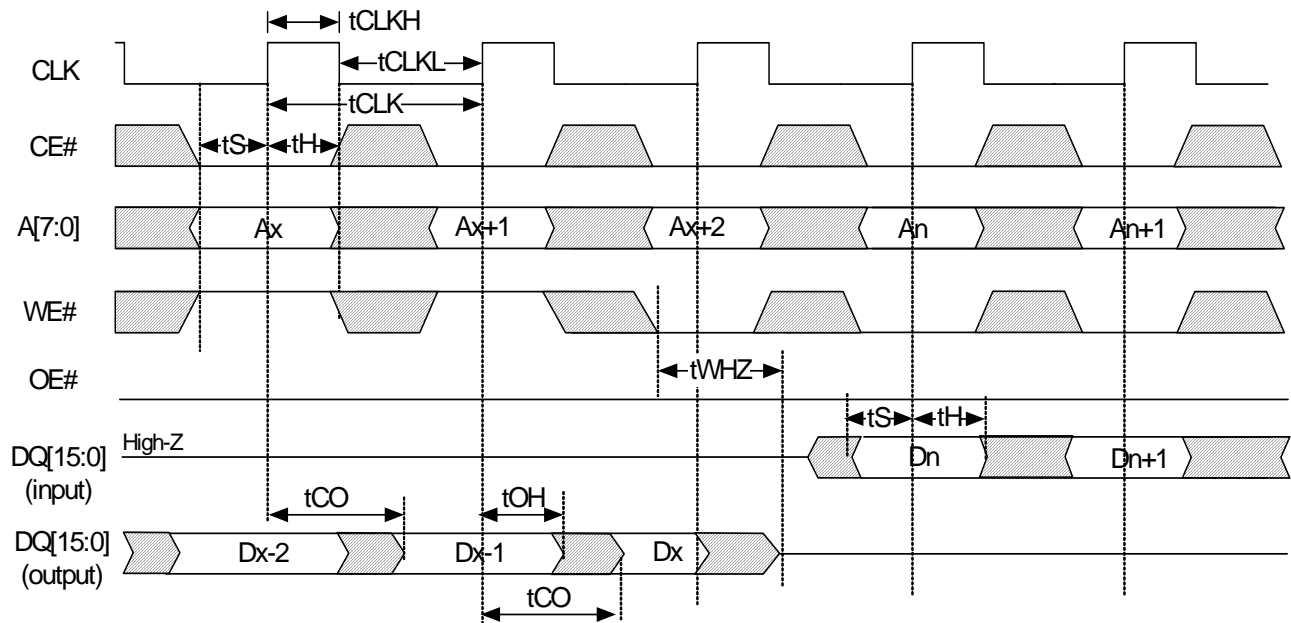 tCLKH
CLK
tCLKL
tCLK
CE#
tS
tH
A[7:0]
Ax
Ax+1
Ax+2
An
An+1
WE#
OE#
tWHZ
tS
tH
High-Z
DQ[15:0]
(input)
Dn
Dn+1
tCO
tOH
DQ[15:0]
(output)
Dx-2
Dx-1
Dx
tCO